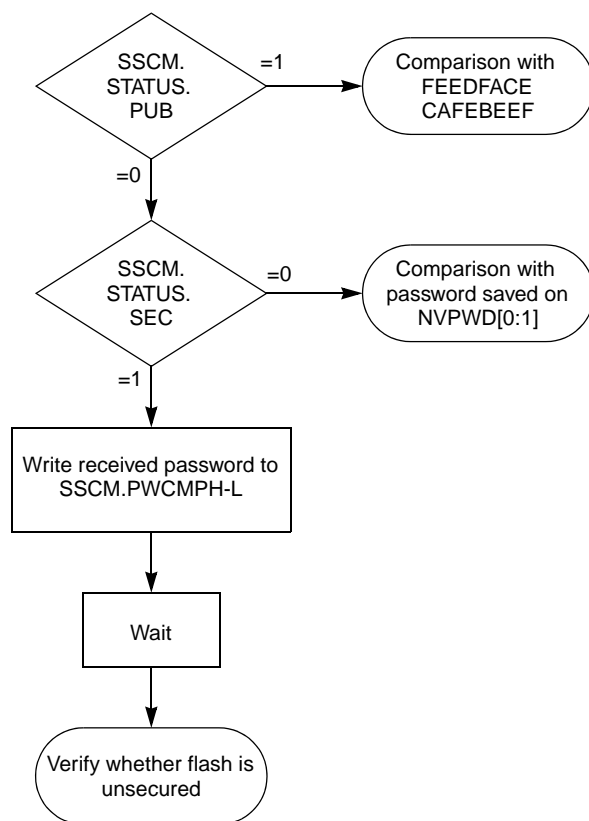 SSCM.
STATUS.
PUB
=1
Comparison with
FEEDFACE
CAFEBEEF
=0
SSCM.
STATUS.
SEC
=0
Comparison with
password saved on
NVPWD[0:1]
=1
Write received password to
SSCM.PWCMPH-L
Wait
Verify whether flash is
unsecured